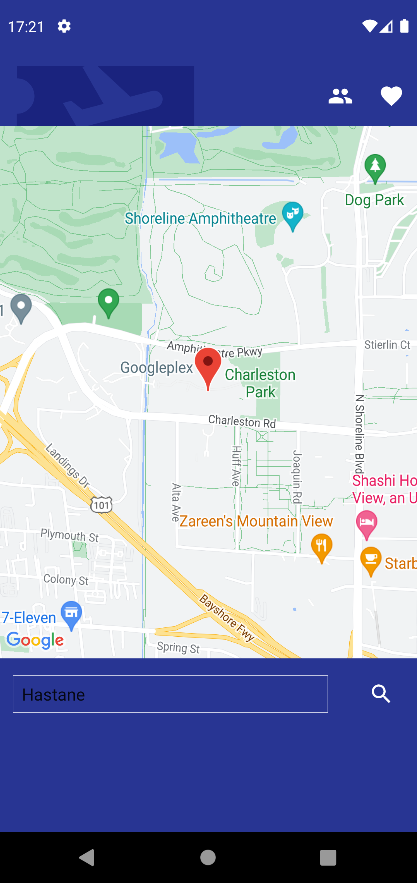 17:21
Dog Park
Shoreline Amphitheatre
Amphi
tre Pkwy
Stierlin Ct
Googleplex
Charleston
Park
Charleston Rd
N Shoreline Blvd
Huff Ave
Joaquin Rd
Landings Dr
Alta Ave
101
Shashi Ho
View, an U
Zareen's Mountain View
Plymouth St
Starb
Colony St
7-Eleven
Bayshore Fwy
Google
Spring St
Hastane